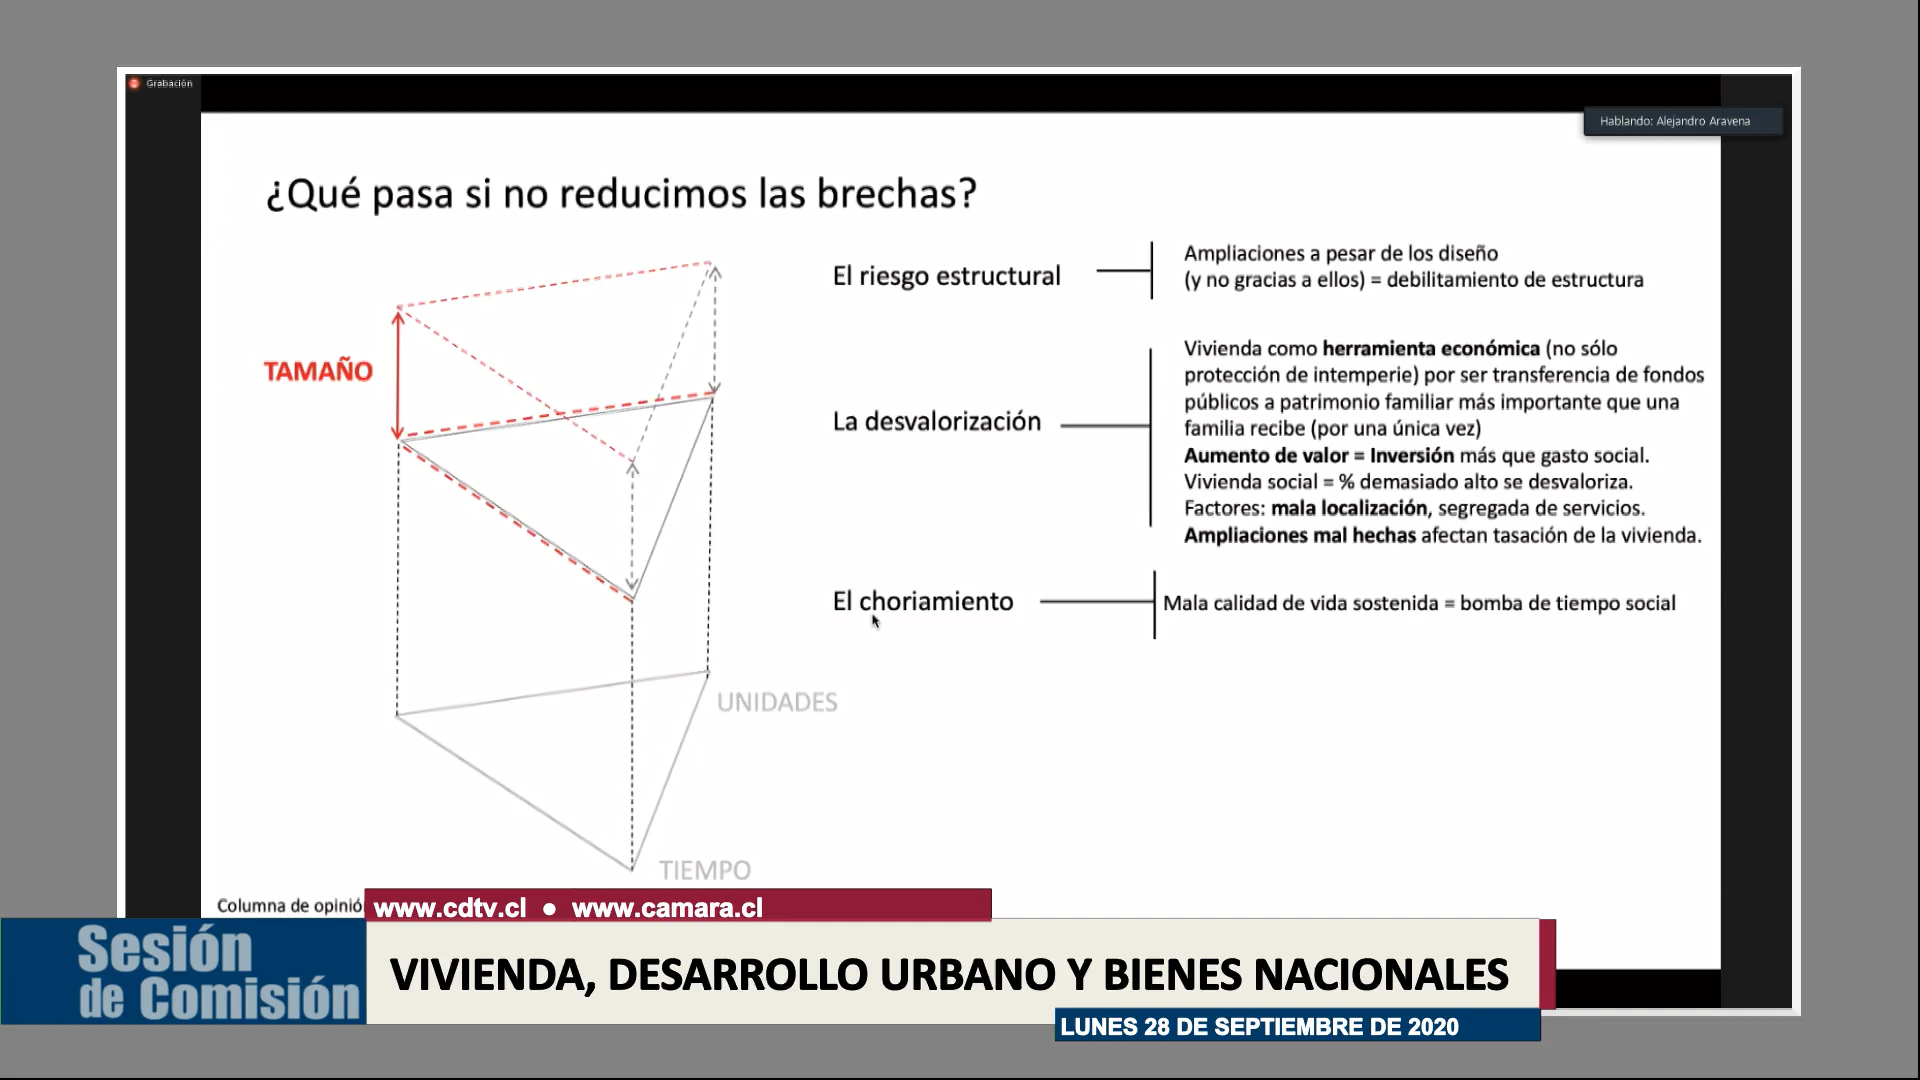 Grabación
Hablando: Alejandro Aravena
¿Qué pasa si no reducimos las brechas?
TAMAÑO
UNIDADES
TIEMPO
El riesgo estructural
Ampliaciones a pesar de los diseño
(y no gracias a ellos) = debilitamiento de estructura
La desvalorización
Vivienda como herramienta económica (no sólo
protección de intemperie) por ser transferencia de fondos
públicos a patrimonio familiar más importante que una
familia recibe (por una única vez)
Aumento de valor = Inversión más que gasto social.
Vivienda social = % demasiado alto se desvaloriza.
Factores: mala localización, segregada de servicios.
Ampliaciones mal hechas afectan tasación de la vivienda.
El choriamiento
Mala calidad de vida sostenida = bomba de tiempo social
Columna de opinió
www.cdtv.cl ● www.camara.cl
Sesión
de Comisión
VIVIENDA, DESARROLLO URBANO Y BIENES NACIONALES
LUNES 28 DE SEPTIEMBRE DE 2020